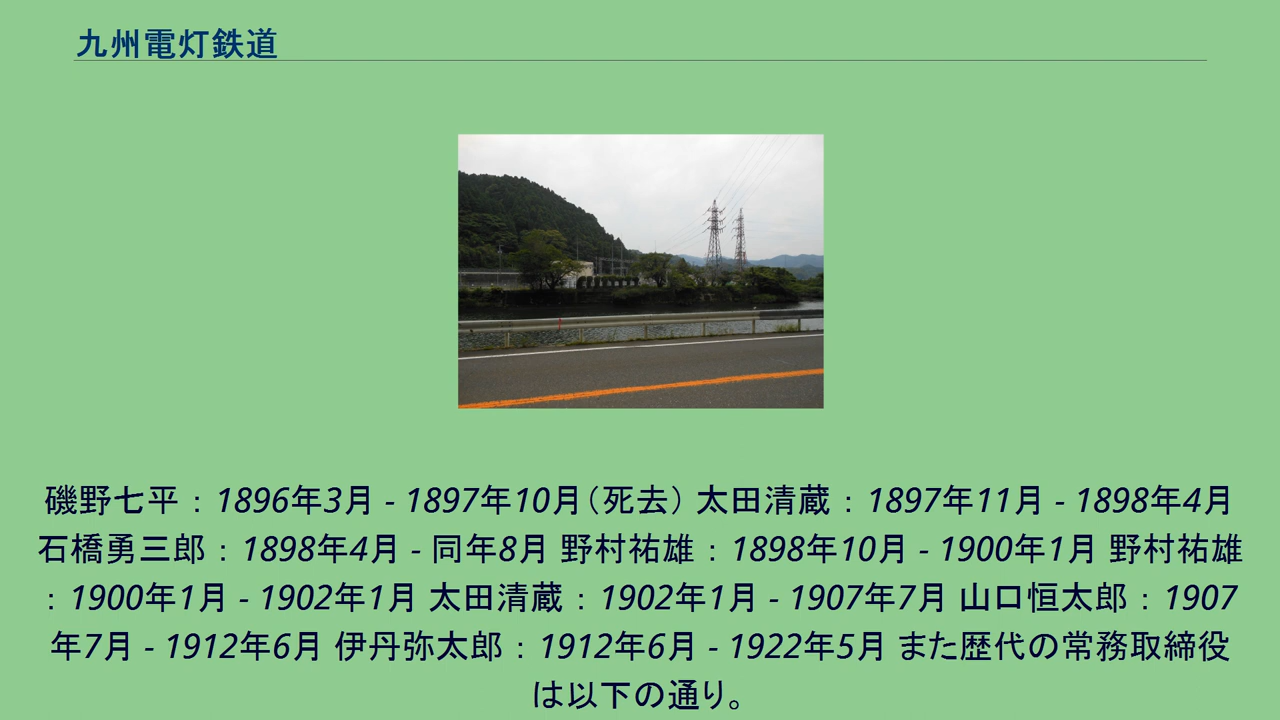 九州電灯鉄道
磯野七平：1896年3月 - 1897年10月（死去） 太田清蔵：1897年11月 - 1898年4月
石橋勇三郎：1898年4月 - 同年8月 野村祐雄：1898年10月 - 1900年1月 野村祐雄
：1900年1月 - 1902年1月 太田清蔵：1902年1月 - 1907年7月 山口恒太郎：1907
年7月 - 1912年6月 伊丹弥太郎：1912年6月 - 1922年5月 また歴代の常務取締役
は以下の通り。